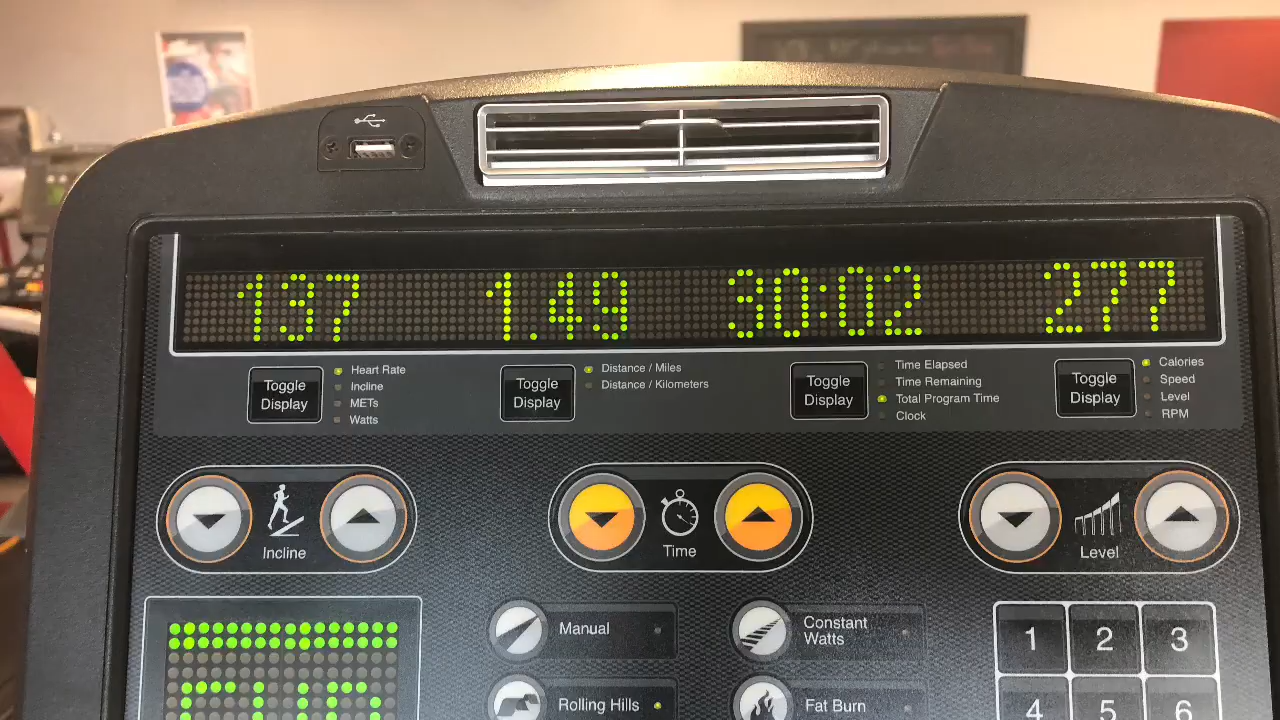 137 1.49 30:02 277
Toggle Display
Heart Rate
Incline
METs
Watts
Toggle Display
Distance / Miles
Distance / Kilometers
Toggle Display
Time Elapsed
Time Remaining
Total Program Time
Clock
Toggle Display
Calories
Speed
Level
RPM
Incline
Time
Level
Manual
Constant Watts
Rolling Hills
Fat Burn
1 2 3
4 5 6